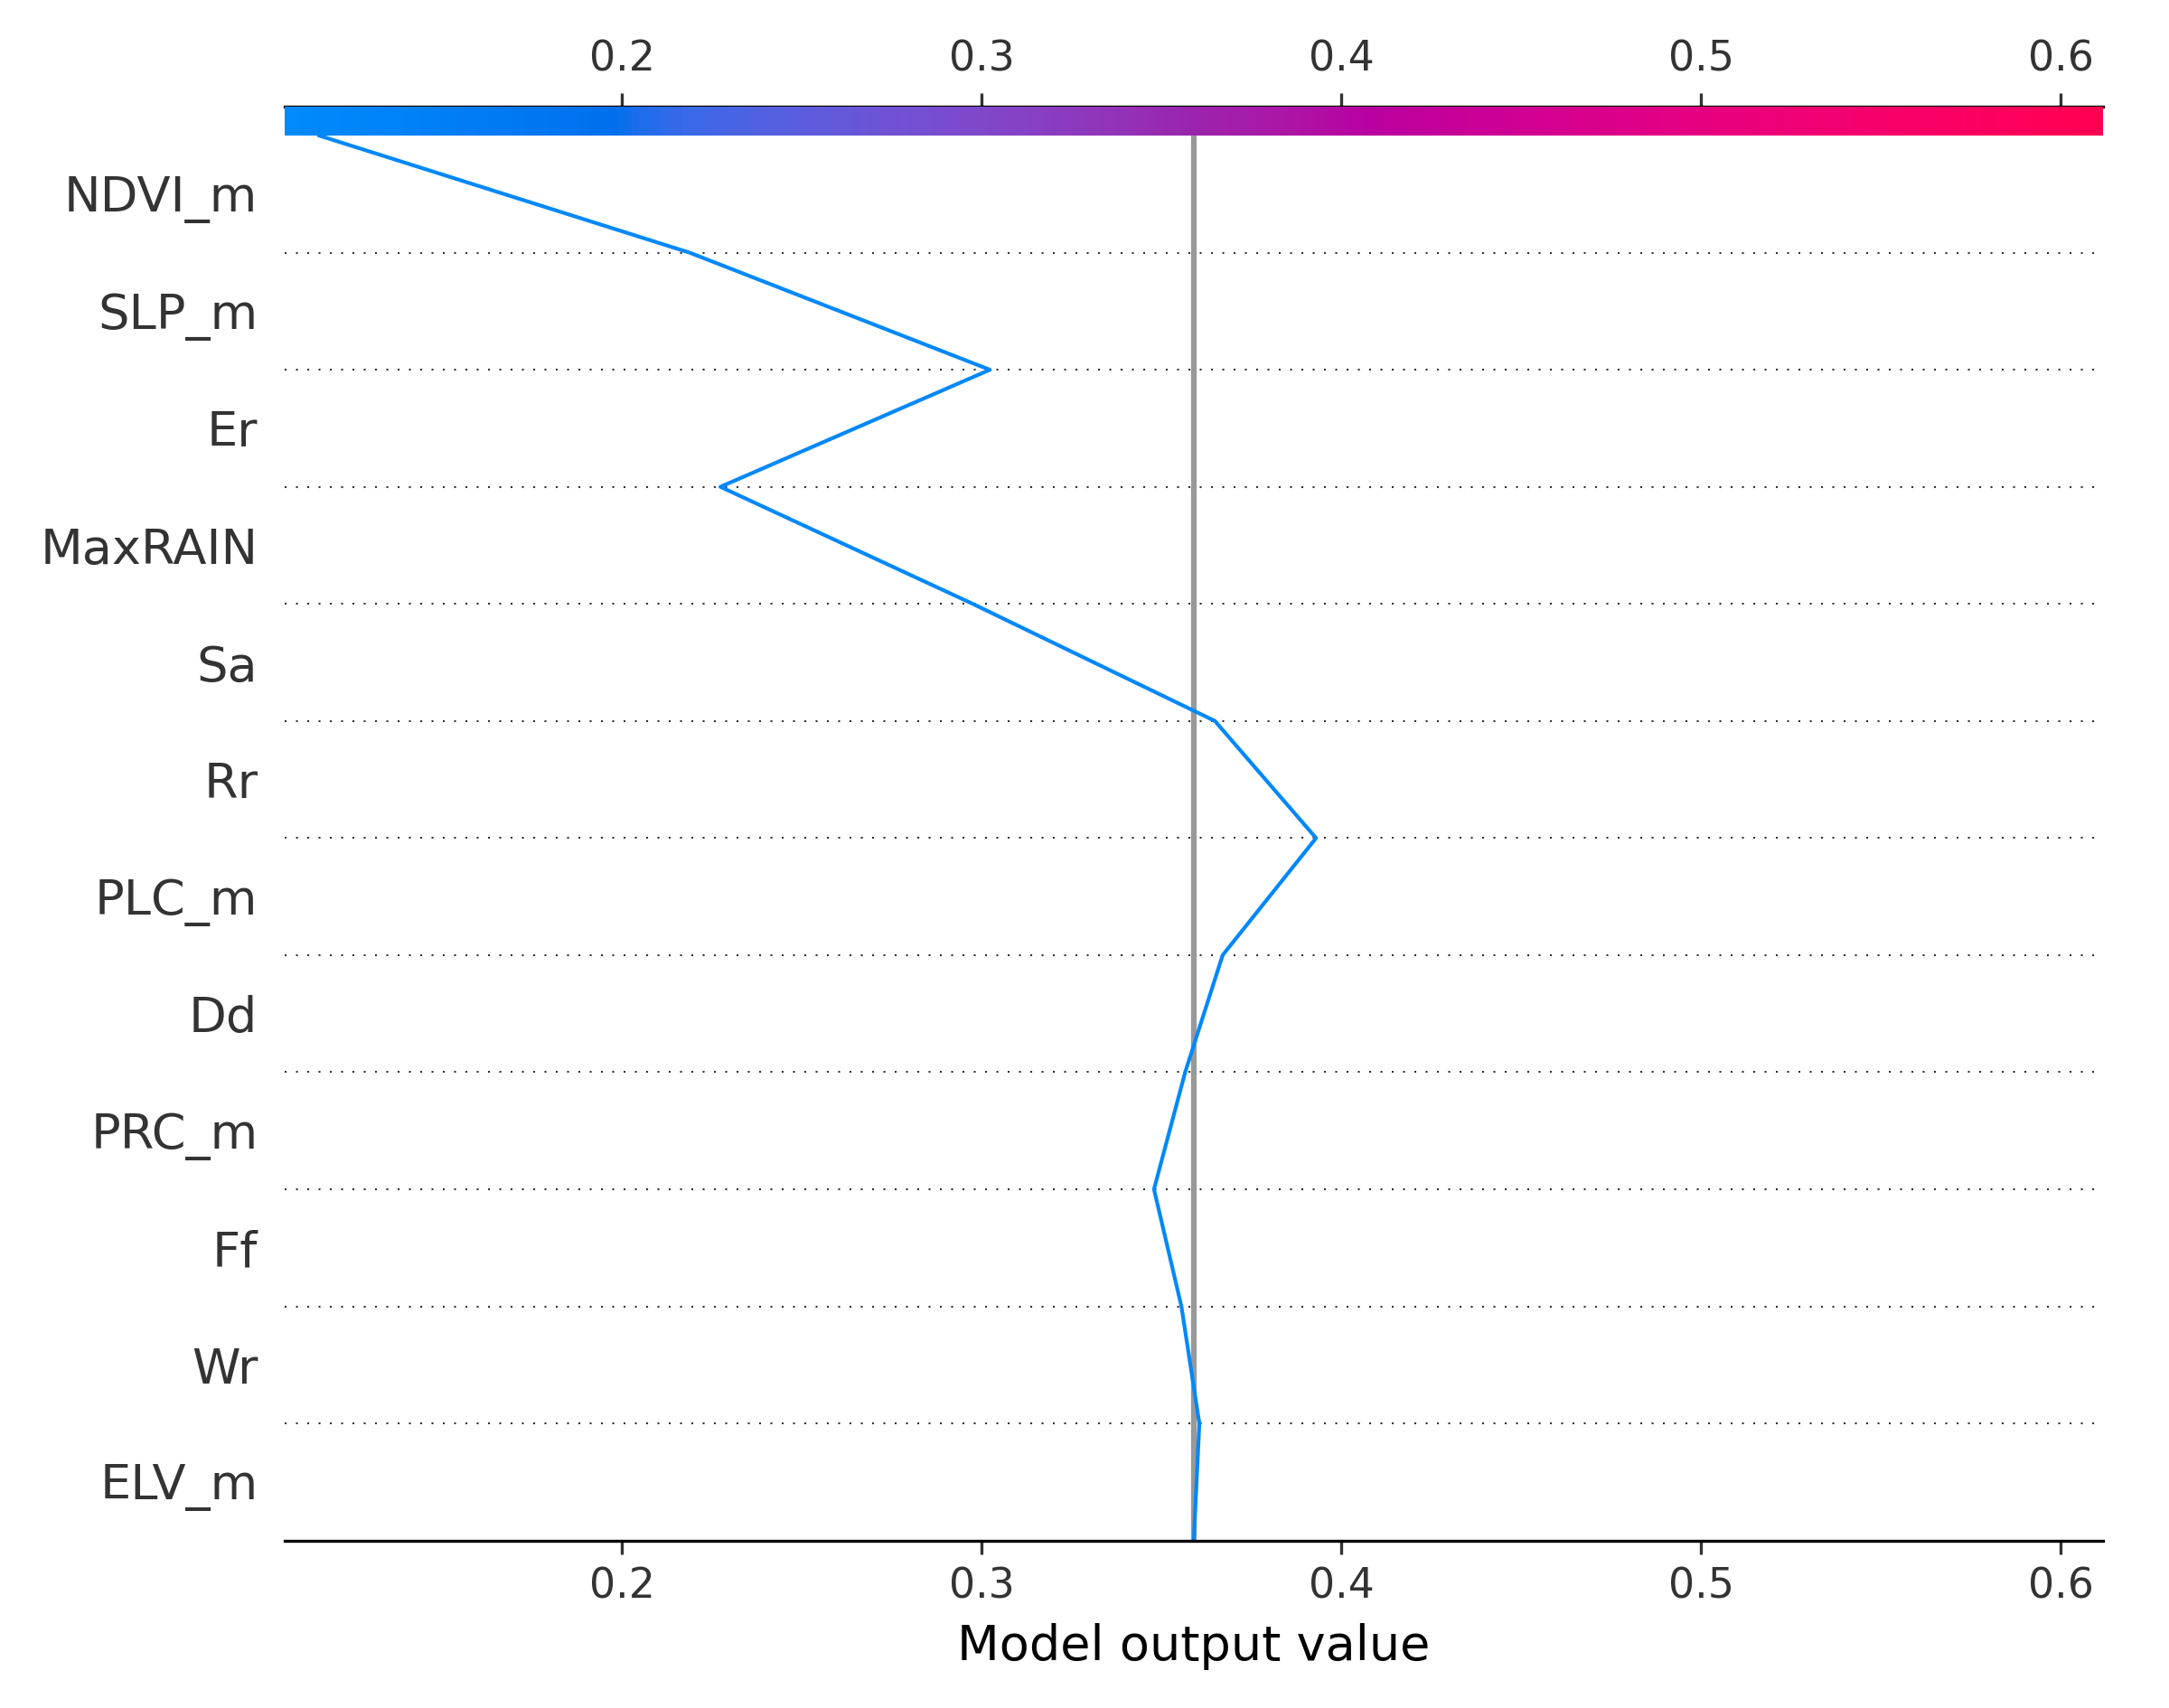 0.2 0.3 0.4 0.5 0.6
NDVI_m
SLP_m
Er
MaxRAIN
Sa
Rr
PLC_m
Dd
PRC_m
Ff
Wr
ELV_m
0.2 0.3 0.4 0.5 0.6
Model output value